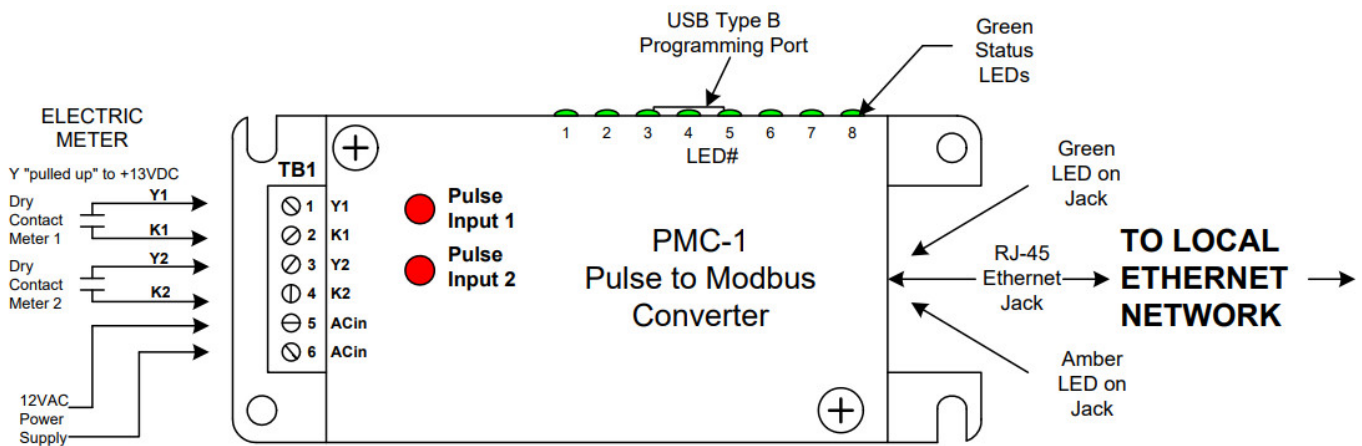 USB Type B
Programming Port
Green
Status
LEDs
ELECTRIC
METER
Y "pulled up" to +13VDC
Dry
Contact
Meter 1
Y1
K1
Dry
Contact
Meter 2
Y2
K2
12VAC
Power
Supply
TB1
1 Y1
2 K1
3 Y2
4 K2
5 ACin
6 ACin
Pulse
Input 1
Pulse
Input 2
1 2 3 4 5 6 7 8
LED#
PMC-1
Pulse to Modbus
Converter
Green
LED on
Jack
RJ-45
Ethernet
Jack
TO LOCAL
ETHERNET
NETWORK
Amber
LED on
Jack